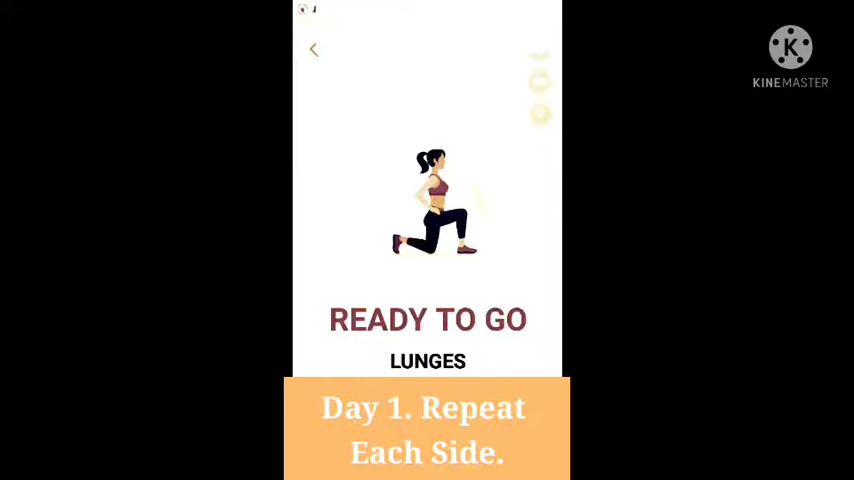 KINEMASTER
READY TO GO
LUNGES
Day 1. Repeat
Each Side.